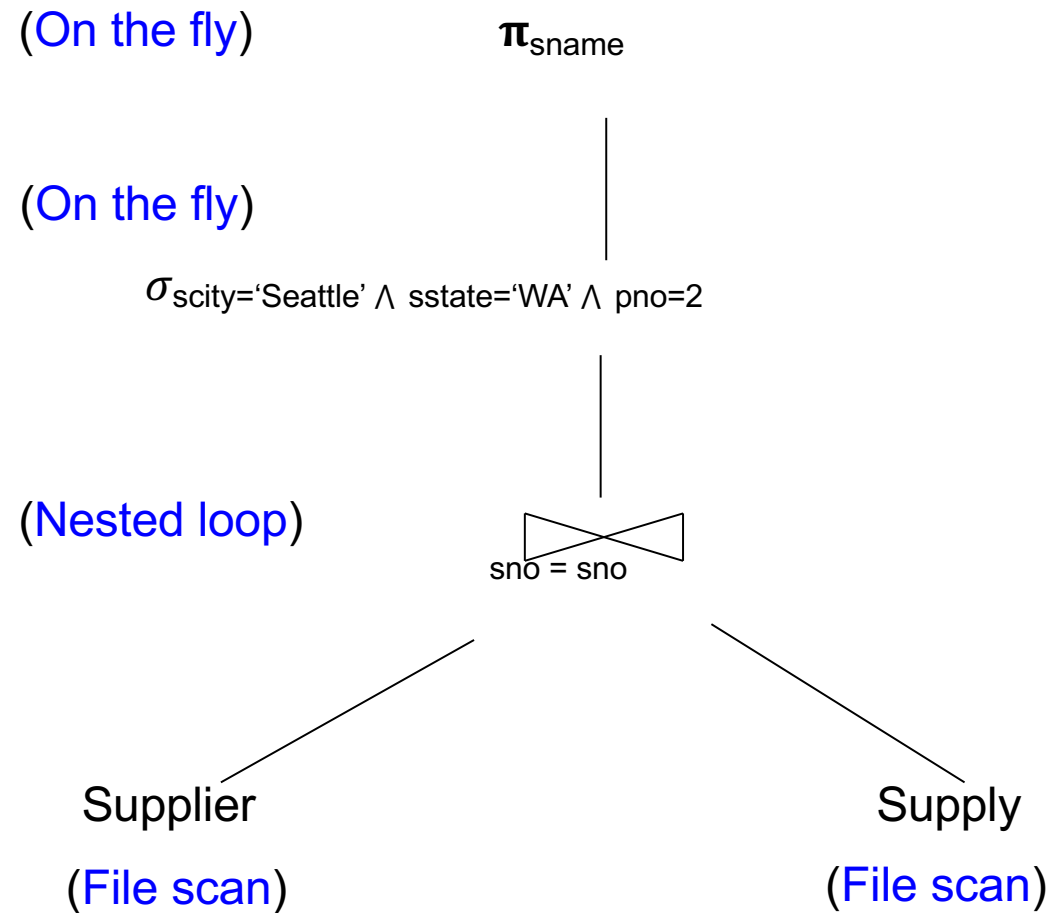 (On the fly) πsname
(On the fly)
σscity=‘Seattle’ ∧ sstate=‘WA’ ∧ pno=2
(Nested loop)
sno = sno
Supplier Supply
(File scan) (File scan)